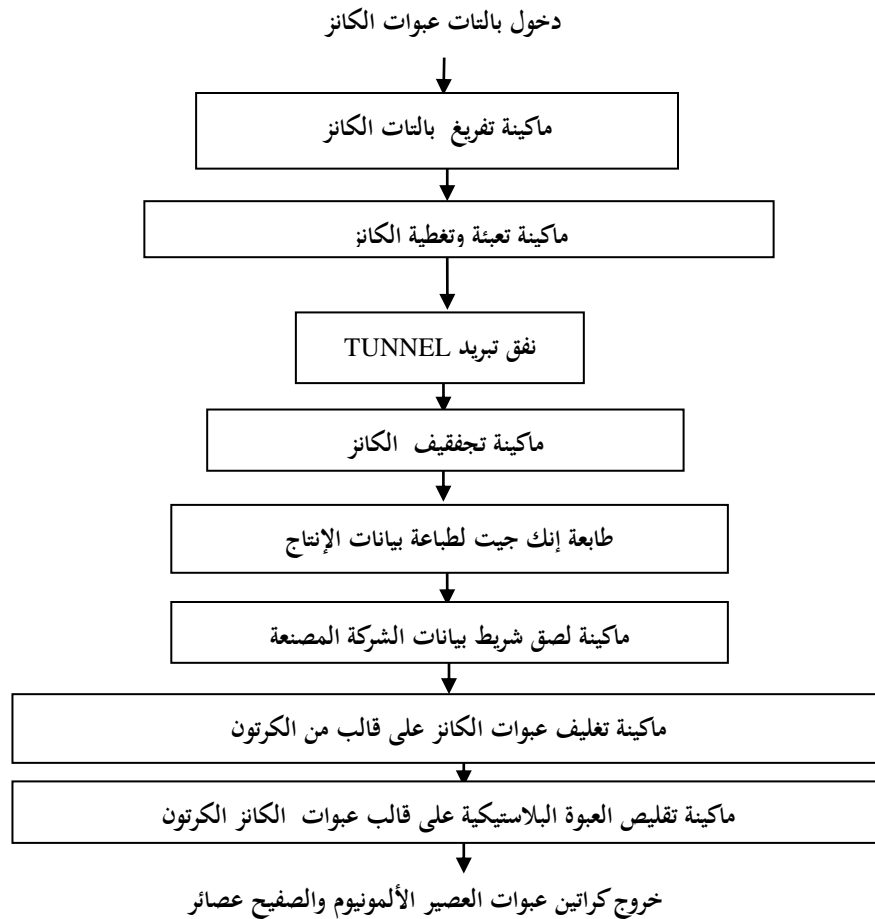 دخول بالتات عبوات الكانز
ماكينة تفريغ بالتات الكانز
ماكينة تعبئة وتغطية الكانز
نفق تبريد TUNNEL
ماكينة تجفقيف الكانز
طابعة إنك جيت لطباعة بيانات الإنتاج
ماكينة لصق شريط بيانات الشركة المصنعة
ماكينة تغليف عبوات الكانز على قالب من الكرتون
ماكينة تقليص العبوة البلاستيكية على قالب عبوات الكانز الكرتون
خروج كراتين عبوات العصير الألمونيوم والصفيح عصائر